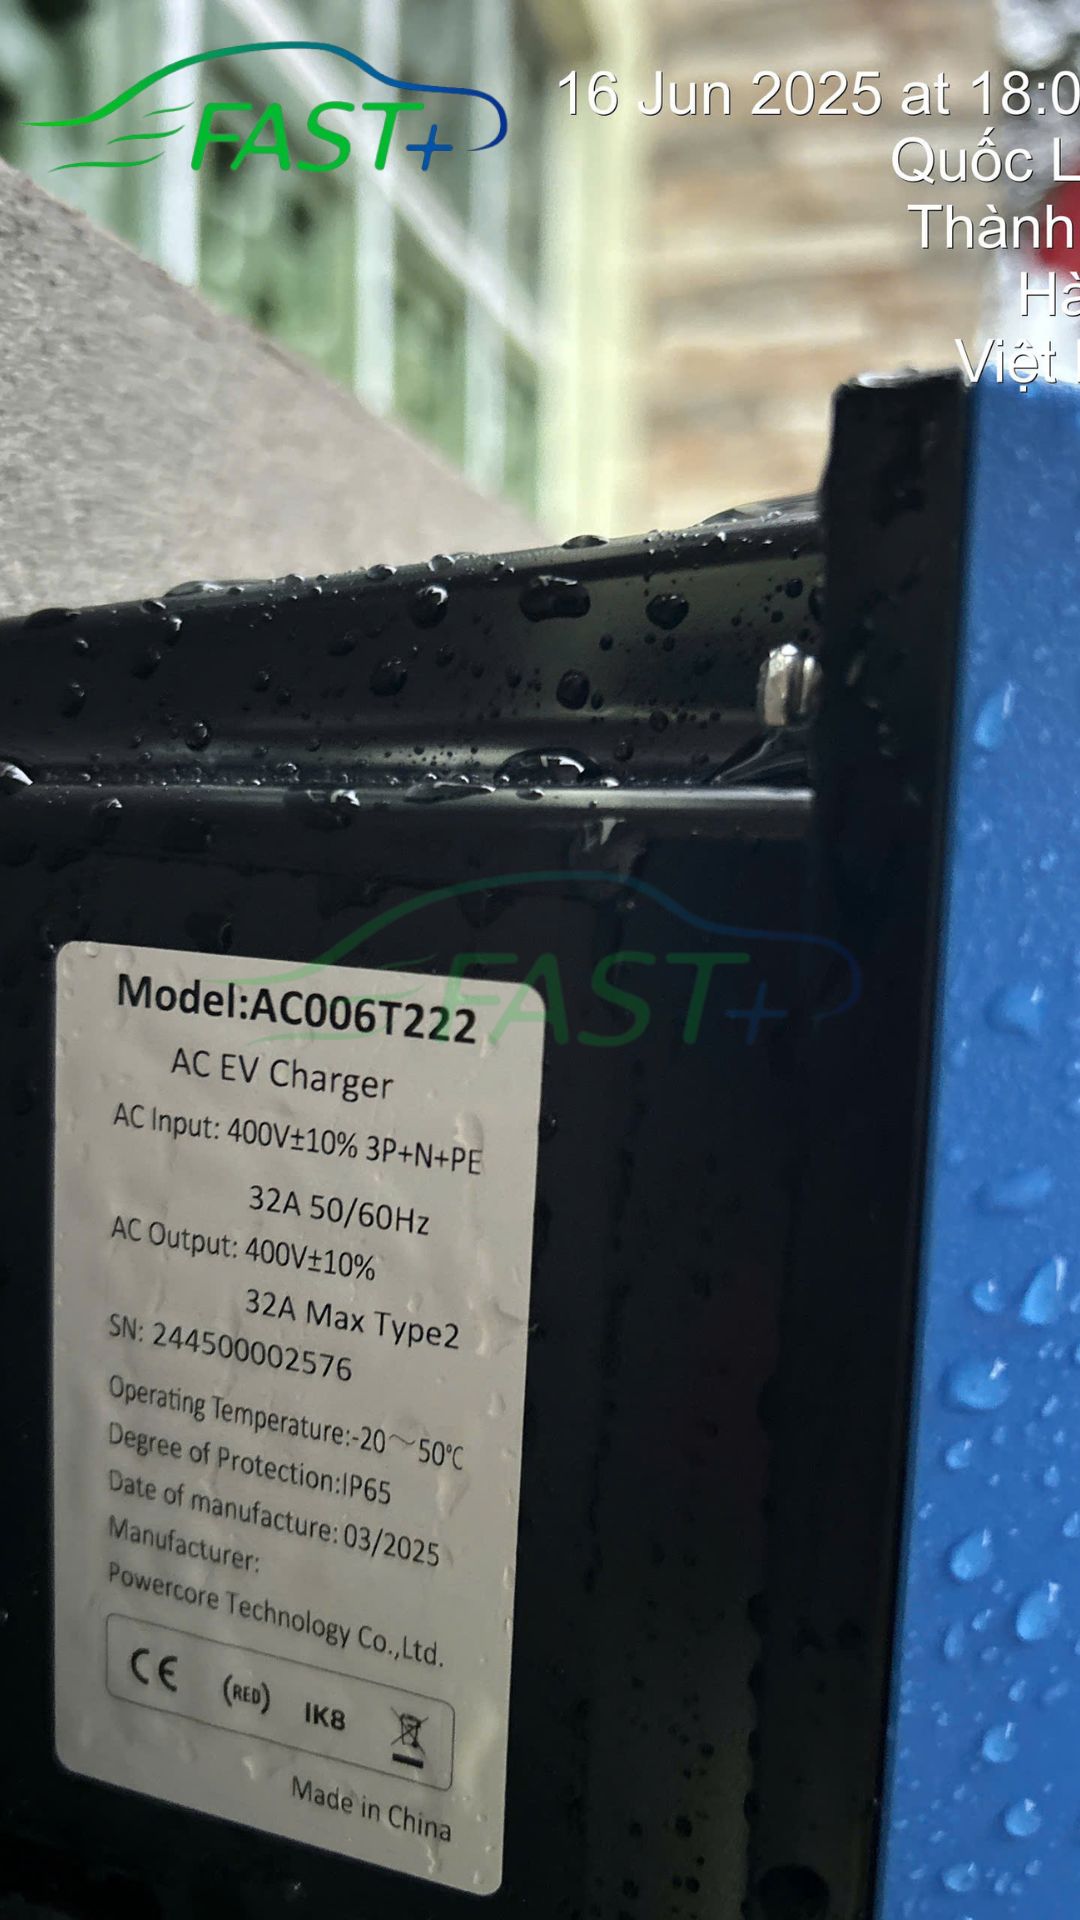 FAST+
16 Jun 2025 at 18:0
Quốc L
Thành
Hà
Việt
FAST+
Model:AC006T222
AC EV Charger
AC Input: 400V±10% 3P+N+PE
32A 50/60Hz
AC Output: 400V±10%
32A Max Type2
SN: 244500002576
Operating Temperature:-20~50℃
Degree of Protection:IP65
Date of manufacture: 03/2025
Manufacturer:
Powercore Technology Co.,Ltd.
CE (RED) IK8
Made in China